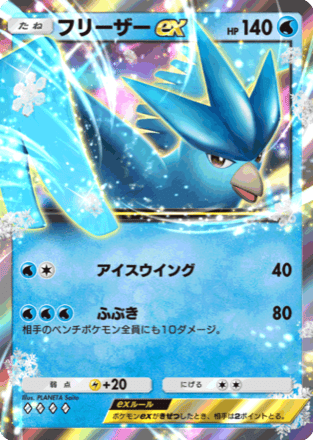 たね フリーザーex HP 140
アイスウイング 40
ふぶき 80
相手のベンチポケモン全員にも10ダメージ。
Illus. PLANETA Saito
弱点 +20 にげる
exルール
ポケモンexがきぜつしたとき、相手は2ポイントとる。